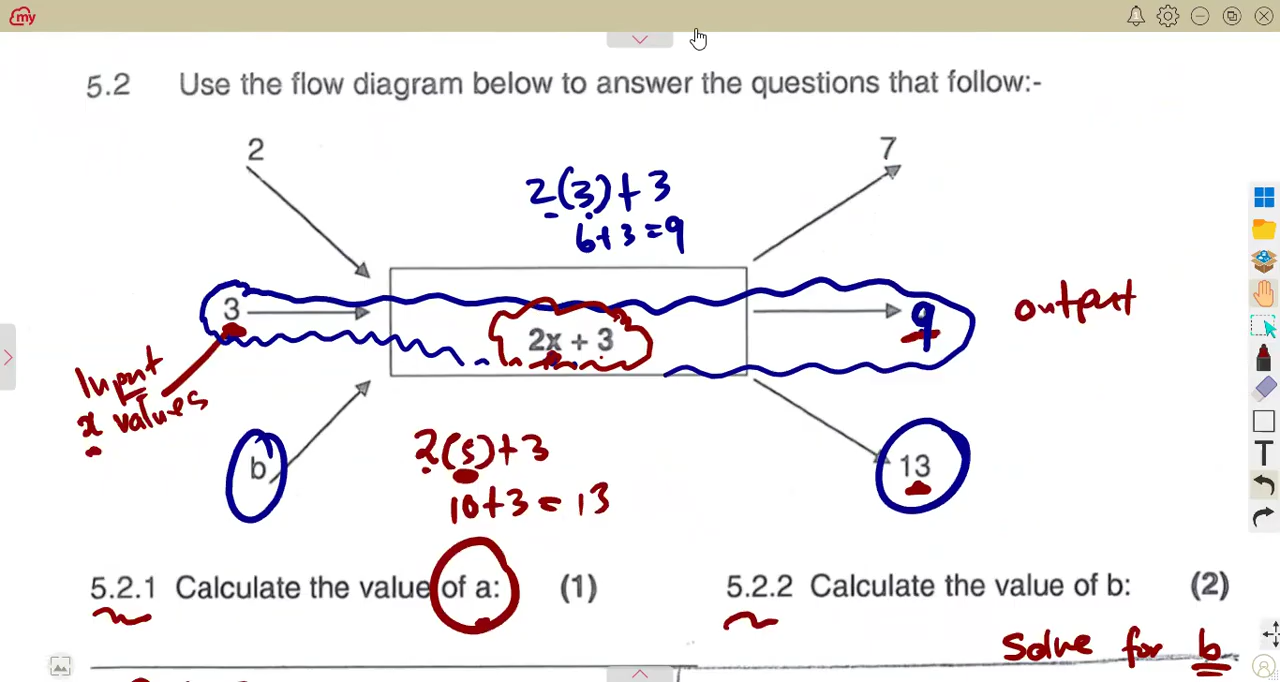 my
5.2 Use the flow diagram below to answer the questions that follow:-
2
7
2(3)+3
6+3=9
3
2x + 3
9
output
Input
x values
b
2(5)+3
10+3=13
13
5.2.1 Calculate the value of a: (1)
5.2.2 Calculate the value of b: (2)
Solve for b
T